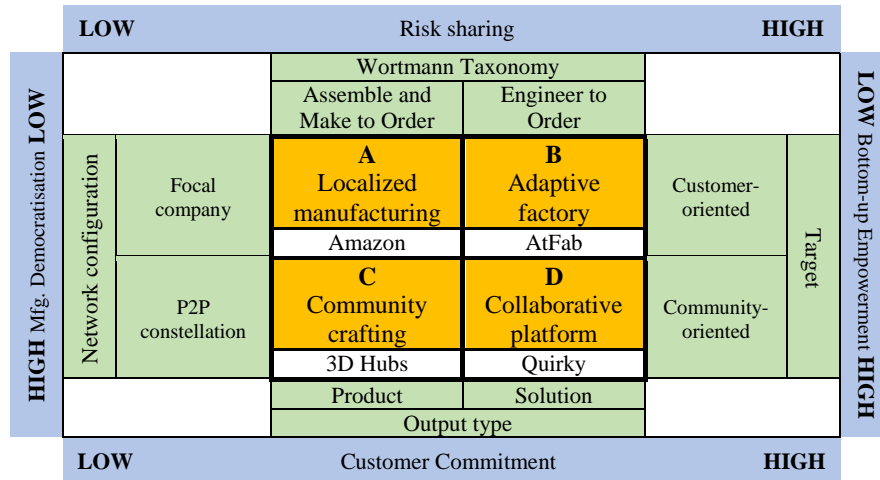 LOW Risk sharing HIGH
Wortmann Taxonomy
Assemble and
Make to Order
Engineer to
Order
HIGH Mfg. Democratisation LOW
Network configuration
Focal
company
A
Localized
manufacturing
Amazon
B
Adaptive
factory
AtFab
Customer-
oriented
Target
LOW Bottom-up Empowerment HIGH
P2P
constellation
C
Community
crafting
3D Hubs
D
Collaborative
platform
Quirky
Community-
oriented
Product
Solution
Output type
LOW Customer Commitment HIGH